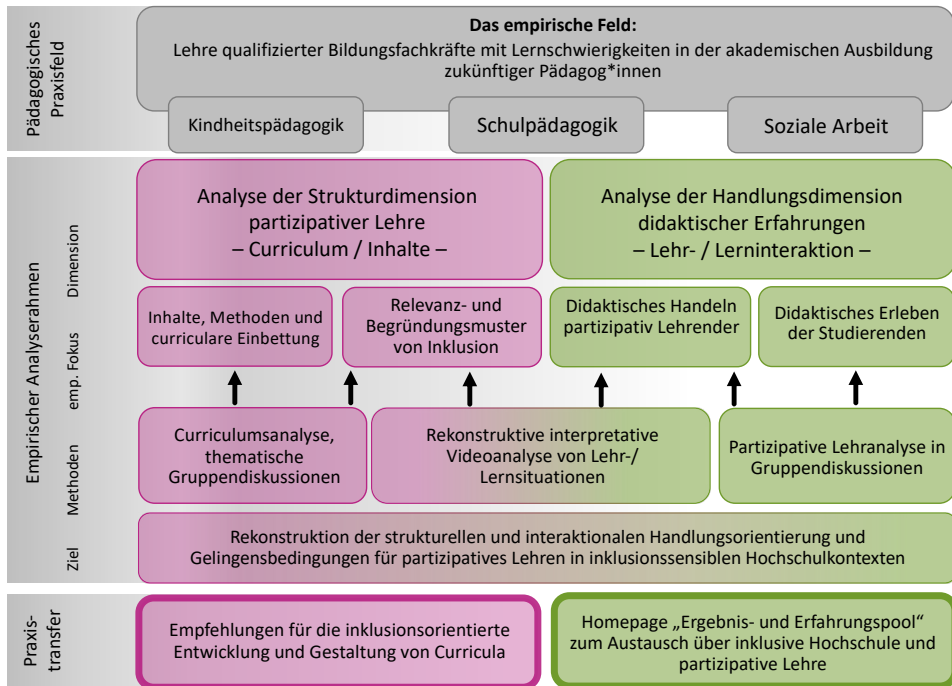 Pädagogisches
Praxisfeld
Das empirische Feld:
Lehre qualifizierter Bildungsfachkräfte mit Lernschwierigkeiten in der akademischen Ausbildung
zukünftiger Pädagog*innen
Kindheitspädagogik
Schulpädagogik
Soziale Arbeit
Empirischer Analyserahmen
Dimension
Analyse der Strukturdimension
partizipativer Lehre
– Curriculum / Inhalte –
Analyse der Handlungsdimension
didaktischer Erfahrungen
– Lehr- / Lerninteraktion –
emp. Fokus
Inhalte, Methoden und
curriculare Einbettung
Relevanz- und
Begründungsmuster
von Inklusion
Didaktisches Handeln
partizipativ Lehrender
Didaktisches Erleben
der Studierenden
Methoden
Curriculumsanalyse,
thematische
Gruppendiskussionen
Rekonstruktive interpretative
Videoanalyse von Lehr-/
Lernsituationen
Partizipative Lehranalyse in
Gruppendiskussionen
Ziel
Rekonstruktion der strukturellen und interaktionalen Handlungsorientierung und
Gelingensbedingungen für partizipatives Lehren in inklusionssensiblen Hochschulkontexten
Praxis-
transfer
Empfehlungen für die inklusionsorientierte
Entwicklung und Gestaltung von Curricula
Homepage „Ergebnis- und Erfahrungspool“
zum Austausch über inklusive Hochschule und
partizipative Lehre